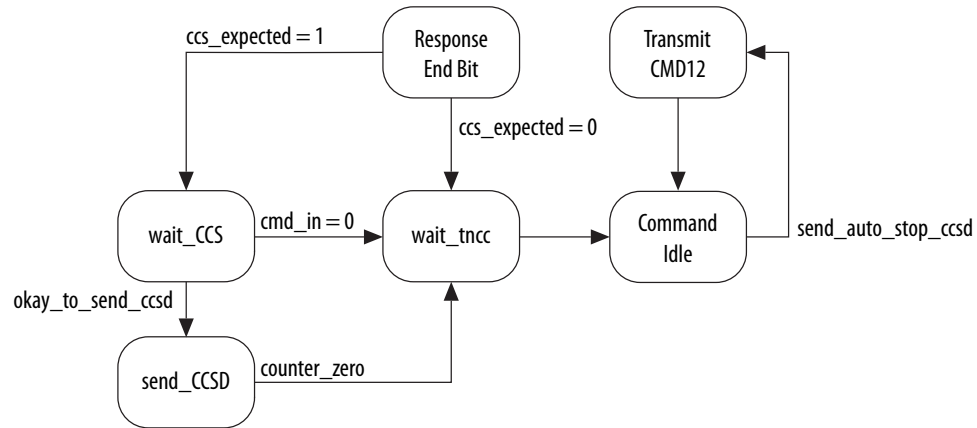 ccs_expected = 1
Response
End Bit
Transmit
CMD12
ccs_expected = 0
wait_CCS
cmd_in = 0
wait_tncc
Command
Idle
send_auto_stop_ccsd
okay_to_send_ccsd
send_CCSD
counter_zero